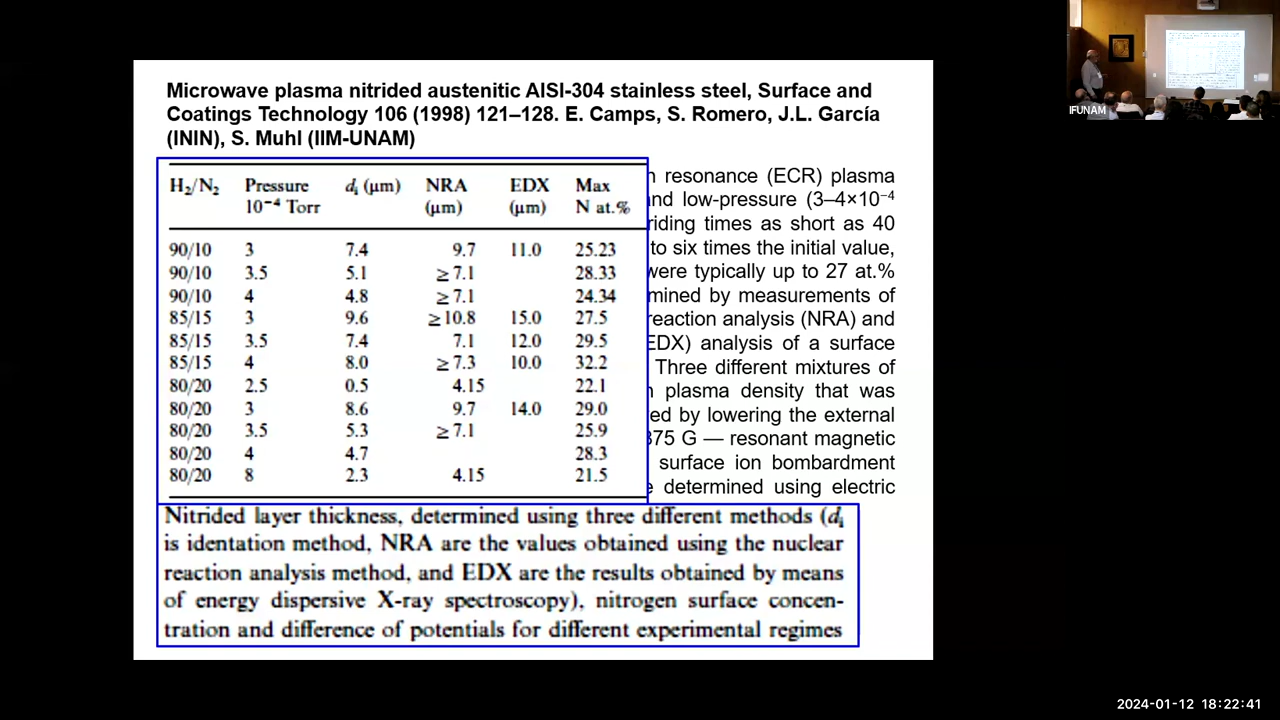 Microwave plasma nitrided austenitic AISI-304 stainless steel, Surface and
Coatings Technology 106 (1998) 121–128. E. Camps, S. Romero, J.L. García
(ININ), S. Muhl (IIM-UNAM)
H₂/N₂ Pressure 10⁻⁴ Torr dᵢ (μm) NRA (μm) EDX (μm) Max N at.%
90/10 3 7.4 9.7 11.0 25.23
90/10 3.5 5.1 ≥7.1 28.33
90/10 4 4.8 ≥7.1 24.34
85/15 3 9.6 ≥10.8 15.0 27.5
85/15 3.5 7.4 7.1 12.0 29.5
85/15 4 8.0 ≥7.3 10.0 32.2
80/20 2.5 0.5 4.15 22.1
80/20 3 8.6 9.7 14.0 29.0
80/20 3.5 5.3 ≥7.1 25.9
80/20 4 4.7 28.3
80/20 8 2.3 4.15 21.5
resonance (ECR) plasma
and low-pressure (3–4×10⁻⁴
riding times as short as 40
to six times the initial value,
were typically up to 27 at.%
mined by measurements of
reaction analysis (NRA) and
EDX) analysis of a surface
Three different mixtures of
plasma density that was
ed by lowering the external
875 G — resonant magnetic
surface ion bombardment
determined using electric
Nitrided layer thickness, determined using three different methods (dᵢ
is identation method, NRA are the values obtained using the nuclear
reaction analysis method, and EDX are the results obtained by means
of energy dispersive X-ray spectroscopy), nitrogen surface concen-
tration and difference of potentials for different experimental regimes
IFUNAM
2024-01-12 18:22:41